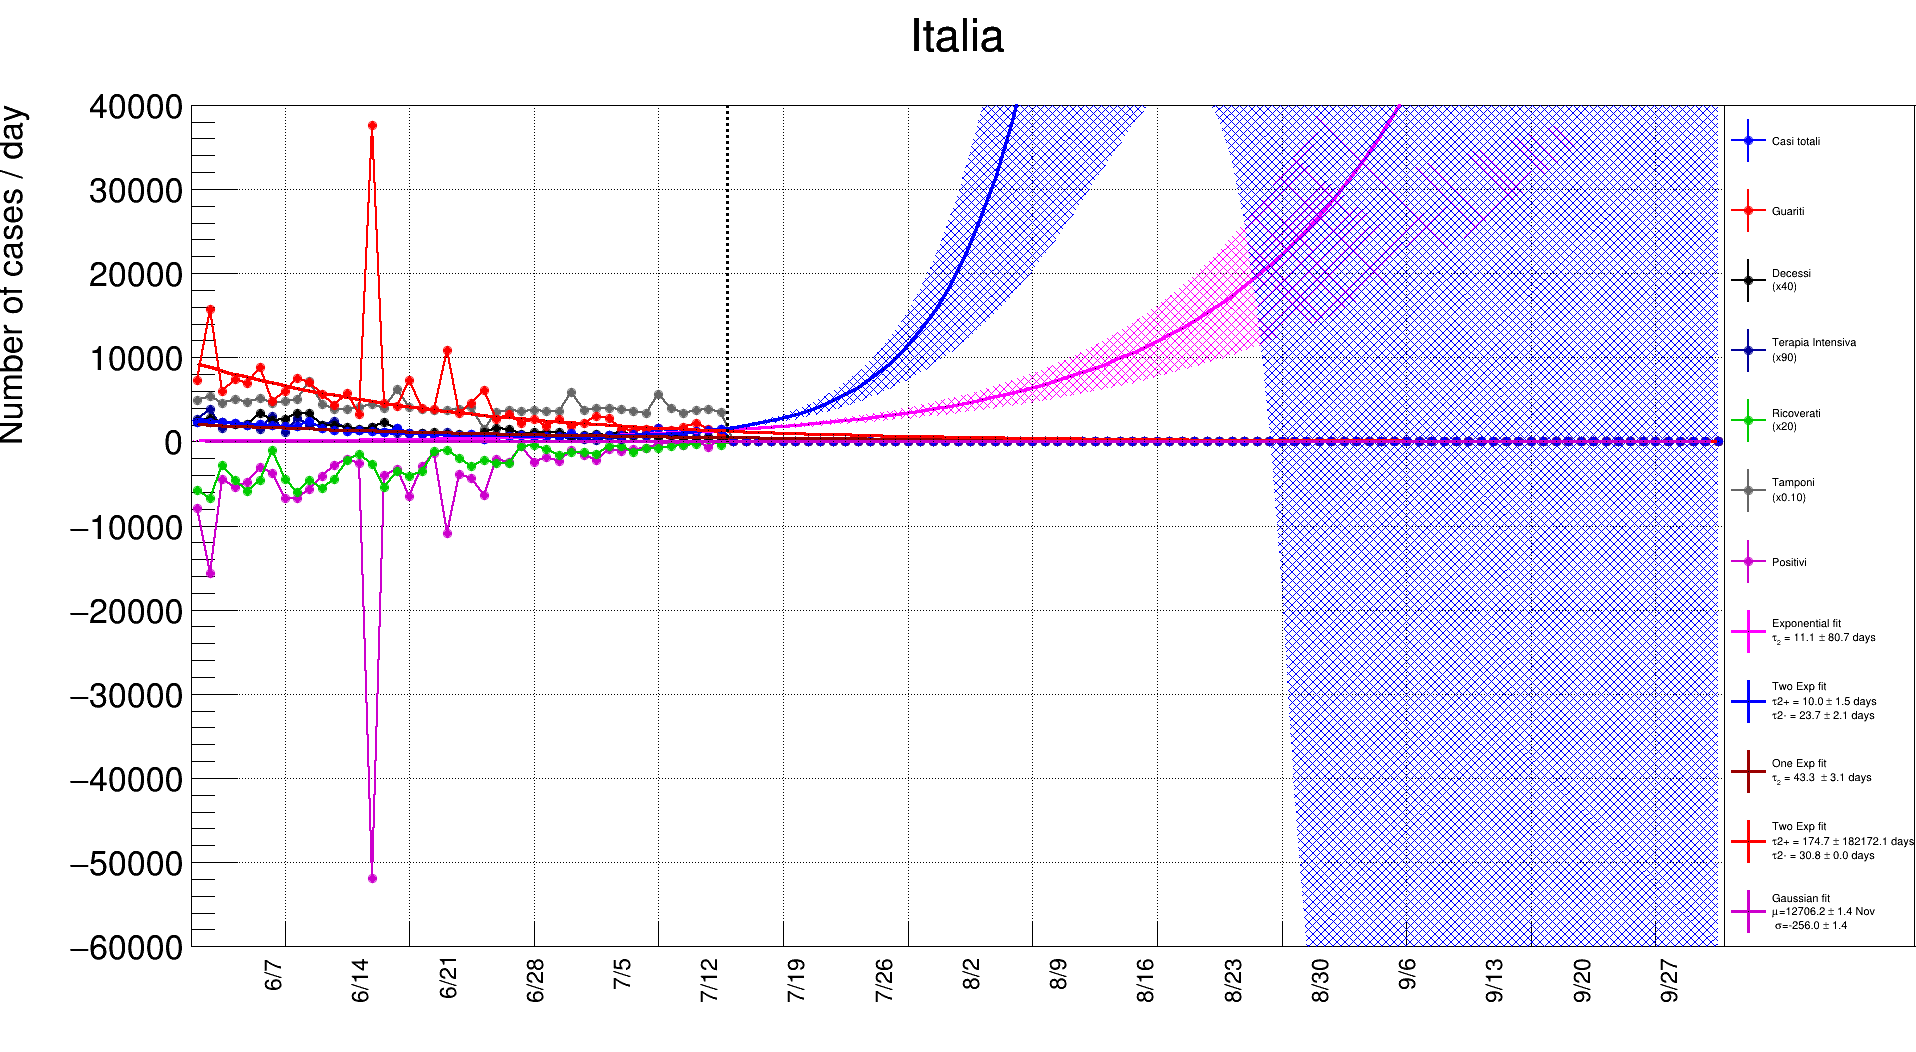 Italia
Number of cases / day
40000
30000
20000
10000
0
−10000
−20000
−30000
−40000
−50000
−60000
6/7
6/14
6/21
6/28
7/5
7/12
7/19
7/26
8/2
8/9
8/16
8/23
8/30
9/6
9/13
9/20
9/27
Casi totali
Guariti
Decessi
(x40)
Terapia Intensiva
(x90)
Ricoverati
(x20)
Tamponi
(x0.10)
Positivi
Exponential fit
τ₂ = 11.1 ± 80.7 days
Two Exp fit
τ2+ = 10.0 ± 1.5 days
τ2- = 23.7 ± 2.1 days
One Exp fit
τ₂ = 43.3 ± 3.1 days
Two Exp fit
τ2+ = 174.7 ± 182172.1 days
τ2- = 30.8 ± 0.0 days
Gaussian fit
μ=12706.2 ± 1.4 Nov
σ=-256.0 ± 1.4